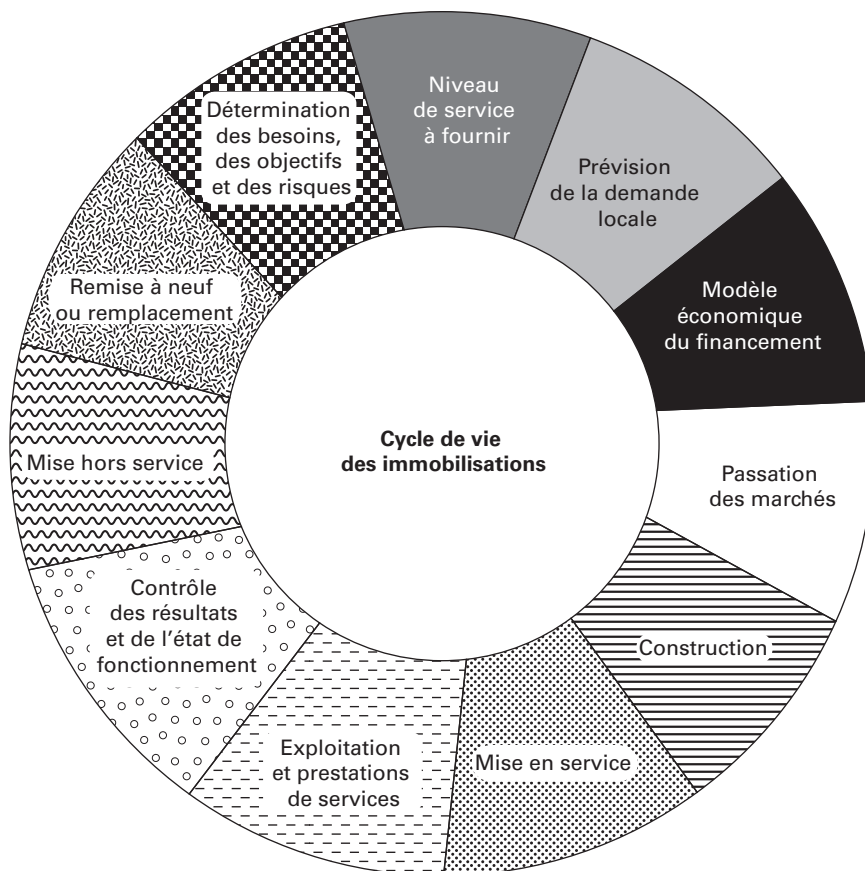 Détermination
des besoins,
des objectifs
et des risques
Niveau
de service
à fournir
Prévision
de la demande
locale
Modèle
économique
du financement
Passation
des marchés
Construction
Mise en service
Exploitation
et prestations
de services
Contrôle
des résultats
et de l'état de
fonctionnement
Mise hors service
Remise à neuf
ou remplacement
Cycle de vie
des immobilisations